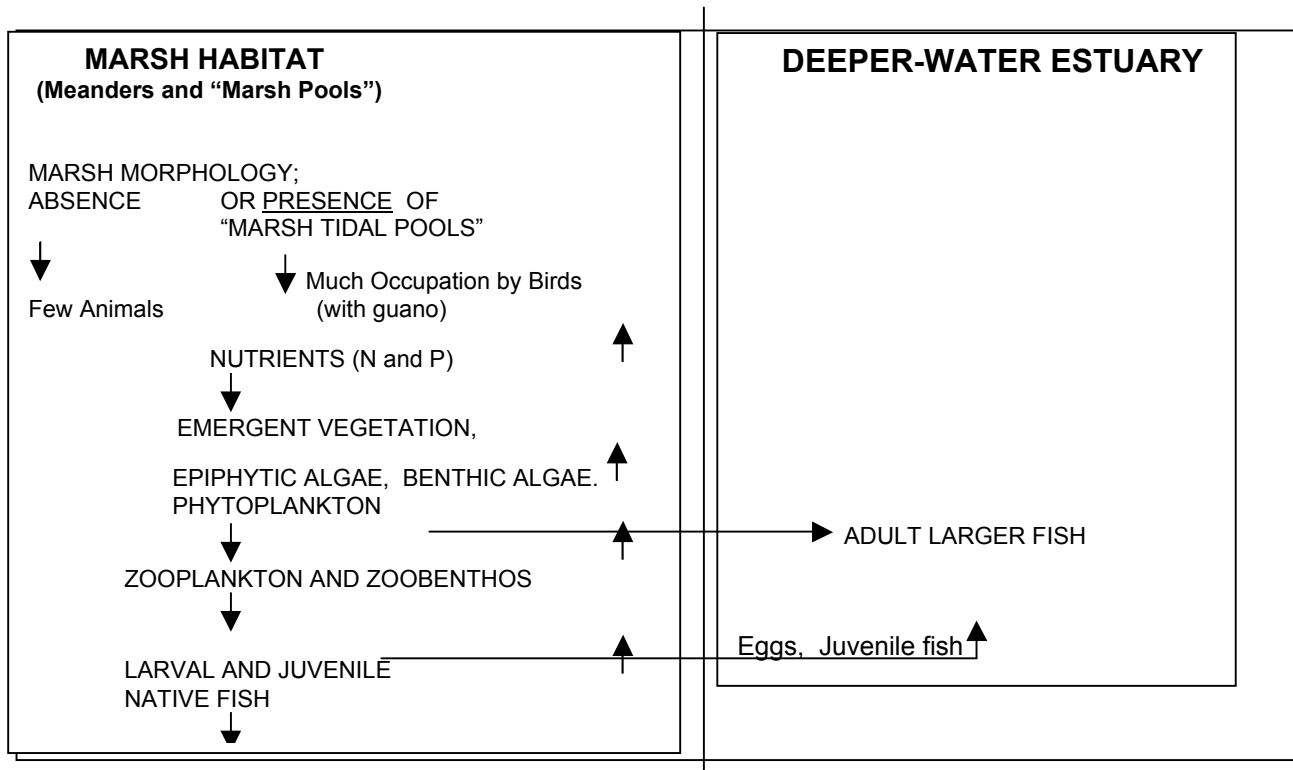 MARSH HABITAT
(Meanders and “Marsh Pools”)
MARSH MORPHOLOGY;
ABSENCE OR PRESENCE OF
“MARSH TIDAL POOLS”
Much Occupation by Birds
Few Animals (with guano)
NUTRIENTS (N and P)
EMERGENT VEGETATION,
EPIPHYTIC ALGAE, BENTHIC ALGAE.
PHYTOPLANKTON
ZOOPLANKTON AND ZOOBENTHOS
LARVAL AND JUVENILE
NATIVE FISH
DEEPER-WATER ESTUARY
ADULT LARGER FISH
Eggs, Juvenile fish